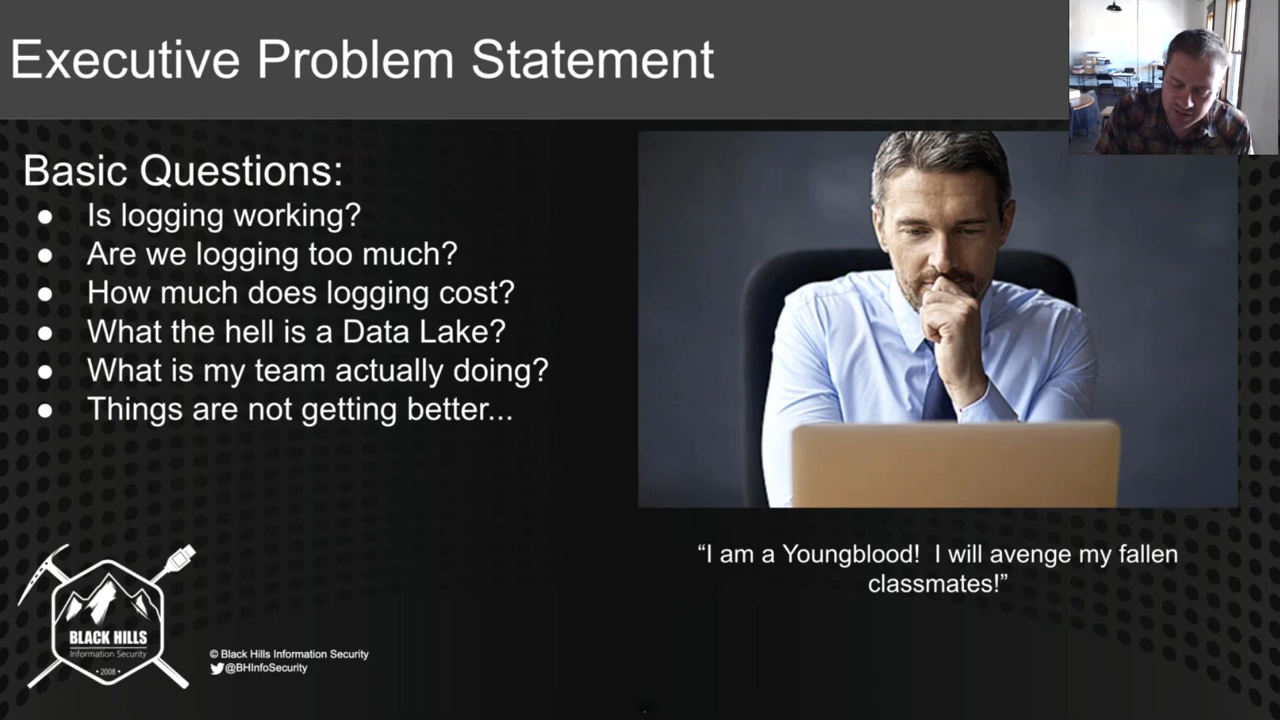 Executive Problem Statement
Basic Questions:
● Is logging working?
● Are we logging too much?
● How much does logging cost?
● What the hell is a Data Lake?
● What is my team actually doing?
● Things are not getting better...
“I am a Youngblood!  I will avenge my fallen
classmates!”
BLACK HILLS
Information Security
• 2008 •
© Black Hills Information Security
@BHInfoSecurity